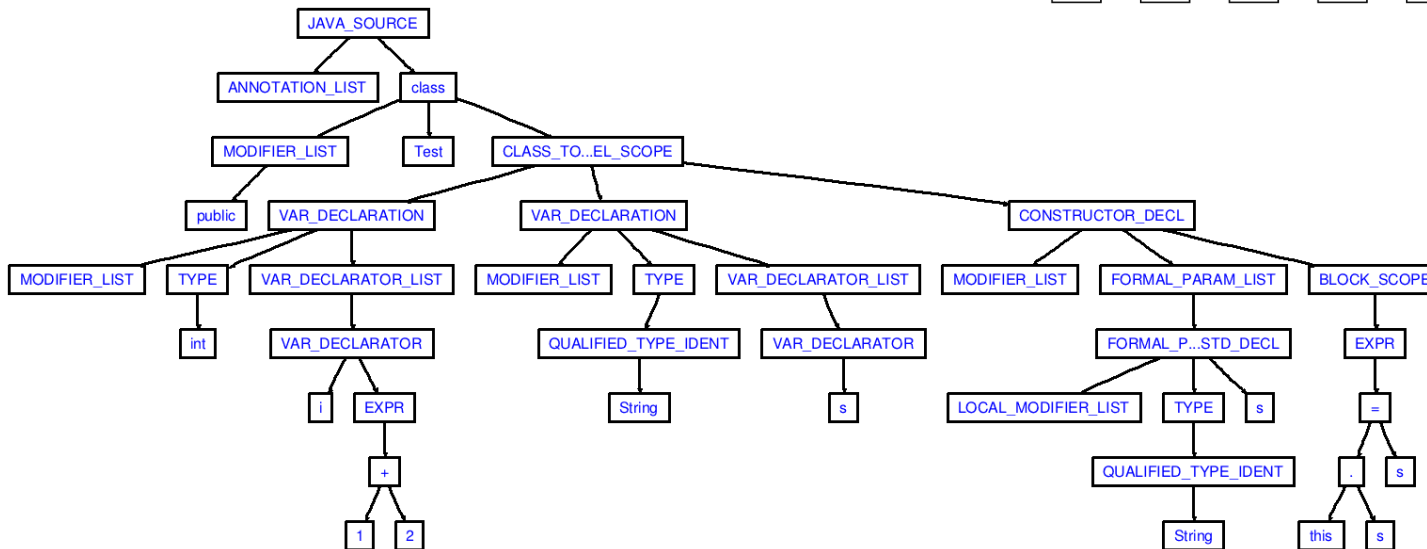 JAVA_SOURCE
ANNOTATION_LIST class
MODIFIER_LIST Test CLASS_TO...EL_SCOPE
public VAR_DECLARATION VAR_DECLARATION CONSTRUCTOR_DECL
MODIFIER_LIST TYPE VAR_DECLARATOR_LIST MODIFIER_LIST TYPE VAR_DECLARATOR_LIST MODIFIER_LIST FORMAL_PARAM_LIST BLOCK_SCOPE
int VAR_DECLARATOR QUALIFIED_TYPE_IDENT VAR_DECLARATOR FORMAL_P...STD_DECL EXPR
i EXPR String s LOCAL_MODIFIER_LIST TYPE s =
+ QUALIFIED_TYPE_IDENT . s
1 2 String this s